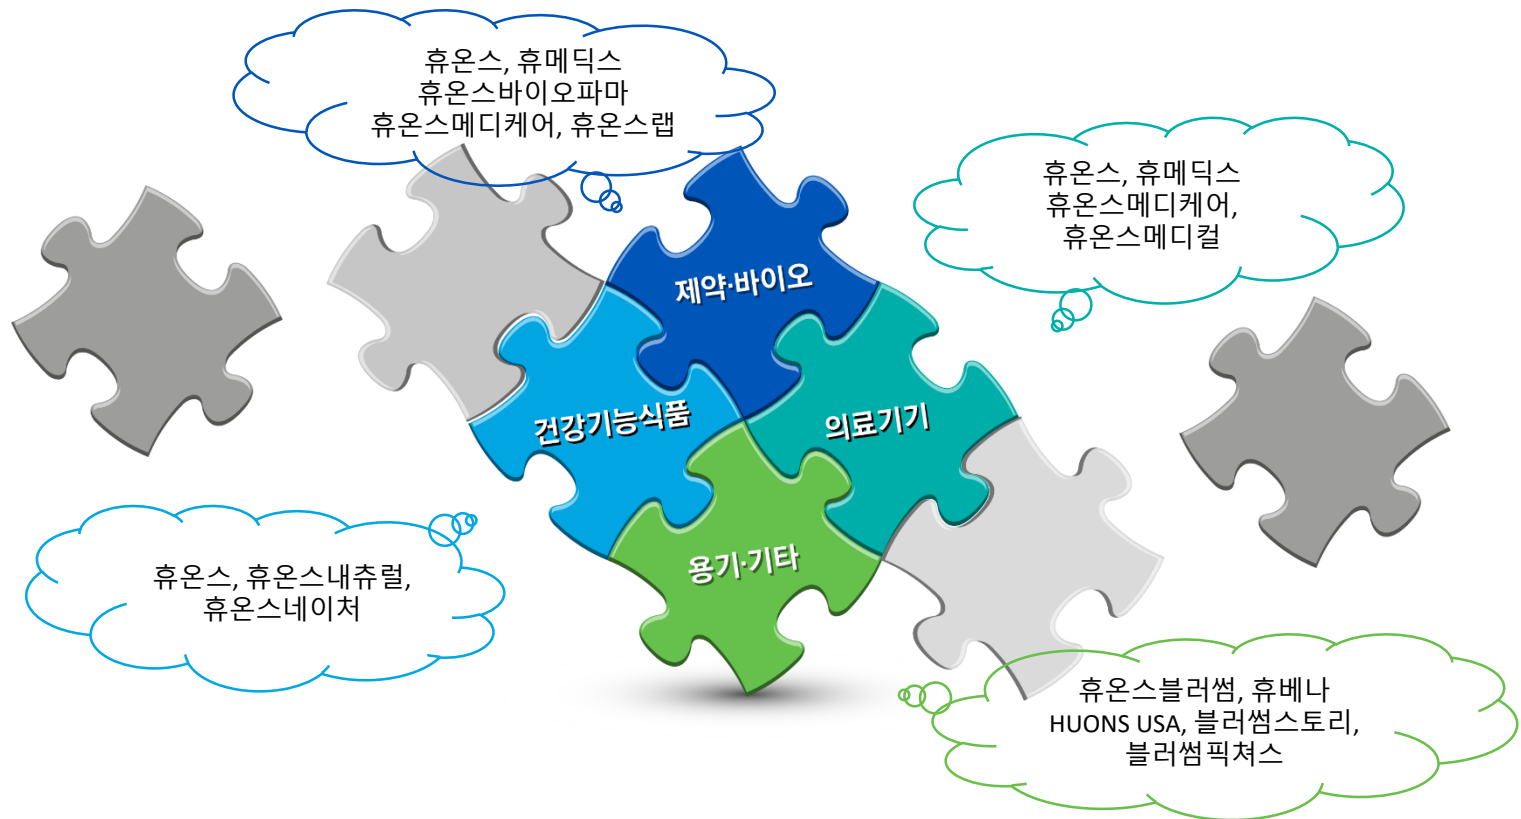 휴온스, 휴메딕스
휴온스바이오파마
휴온스메디케어, 휴온스랩
휴온스, 휴메딕스
휴온스메디케어,
휴온스메디컬
제약·바이오
건강기능식품
의료기기
용기·기타
휴온스, 휴온스내츄럴,
휴온스네이처
휴온스블러썸, 휴베나
HUONS USA, 블러썸스토리,
블러썸픽쳐스